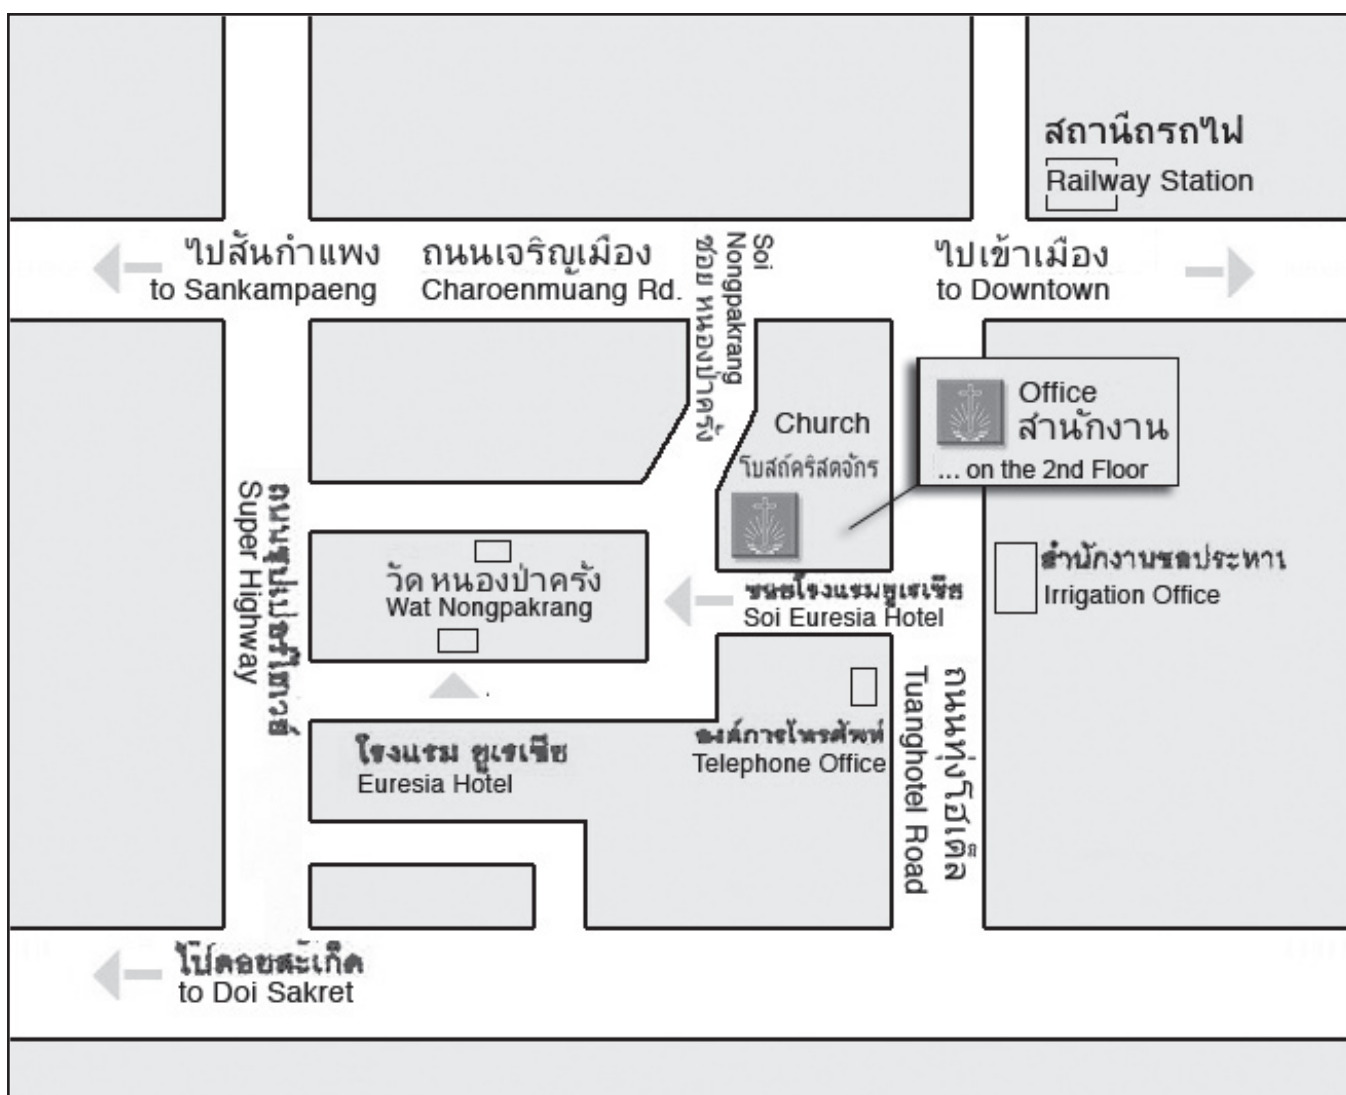 สถานีถรถไฟ
Railway Station
ไปสันกำแพง
to Sankampaeng
ถนนเจริญเมือง
Charoenmuang Rd.
Soi
Nongpakrang
ซอย หนองป่าครั้ง
ไปเข้าเมือง
to Downtown
Office
สำนักงาน
... on the 2nd Floor
Church
โบสถ์คริสตจักร
ถนนซุปเปอร์ไฮเวย์
Super Highway
วัด หนองป่าครั้ง
Wat Nongpakrang
ซอยโรงแรมยูเรเซีย
Soi Euresia Hotel
สำนักงานชลประทาน
Irrigation Office
โรงแรม ยูเรเซีย
Euresia Hotel
องค์การโทรศัพท์
Telephone Office
ถนนทุ่งโฮเต็ล
Tuanghotel Road
ไปดอยสะเก็ด
to Doi Sakret